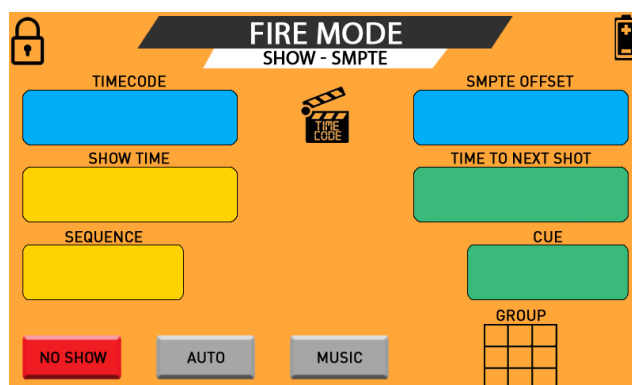 FIRE MODE
SHOW - SMPTE
TIMECODE
SMPTE OFFSET
TIME
CODE
SHOW TIME
TIME TO NEXT SHOT
SEQUENCE
CUE
GROUP
NO SHOW
AUTO
MUSIC